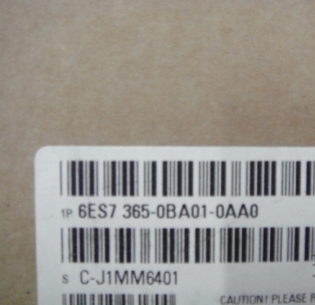 1P 6ES7 365-0BA01-0AA0
S C-J1MM6401
CAUTION! PLEASE